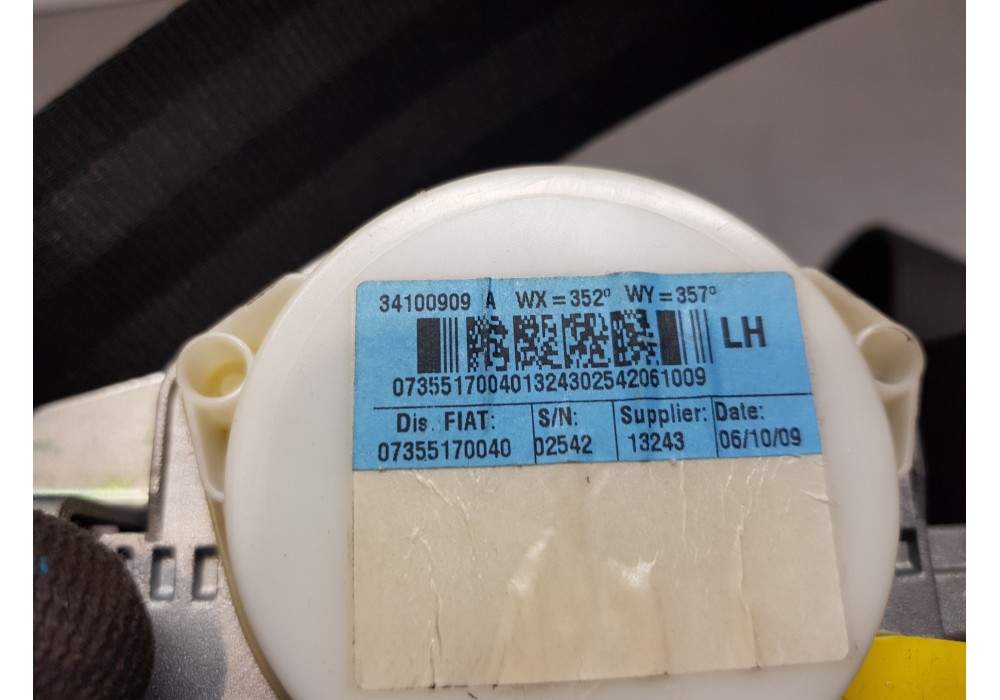 34100909 A WX=352° WY=357°
LH
07355170040132430254206100​9
Dis. FIAT: S/N: Supplier: Date:
07355170040 02542 13243 06/10/09